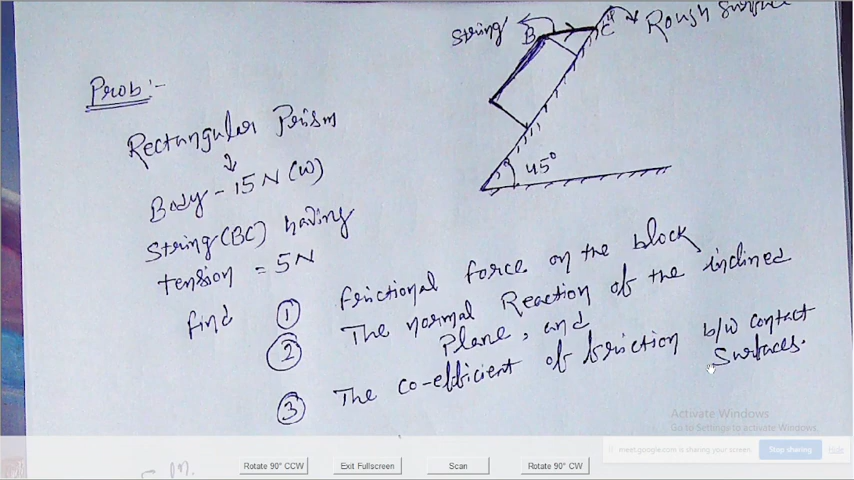 String
B
C
Rough Surface
Prob:-
45°
Rectangular Prism
Body - 15 N (W)
String (BC) having
tension = 5N
find
① frictional force on the block,
② The normal Reaction of the inclined
Plane, and
③ The co-efficient of friction b/w contact
Surfaces.
Activate Windows
Go to Settings to activate Windows.
meet.google.com is sharing your screen.
Stop sharing
Hide
Rotate 90° CCW
Exit Fullscreen
Scan
Rotate 90° CW